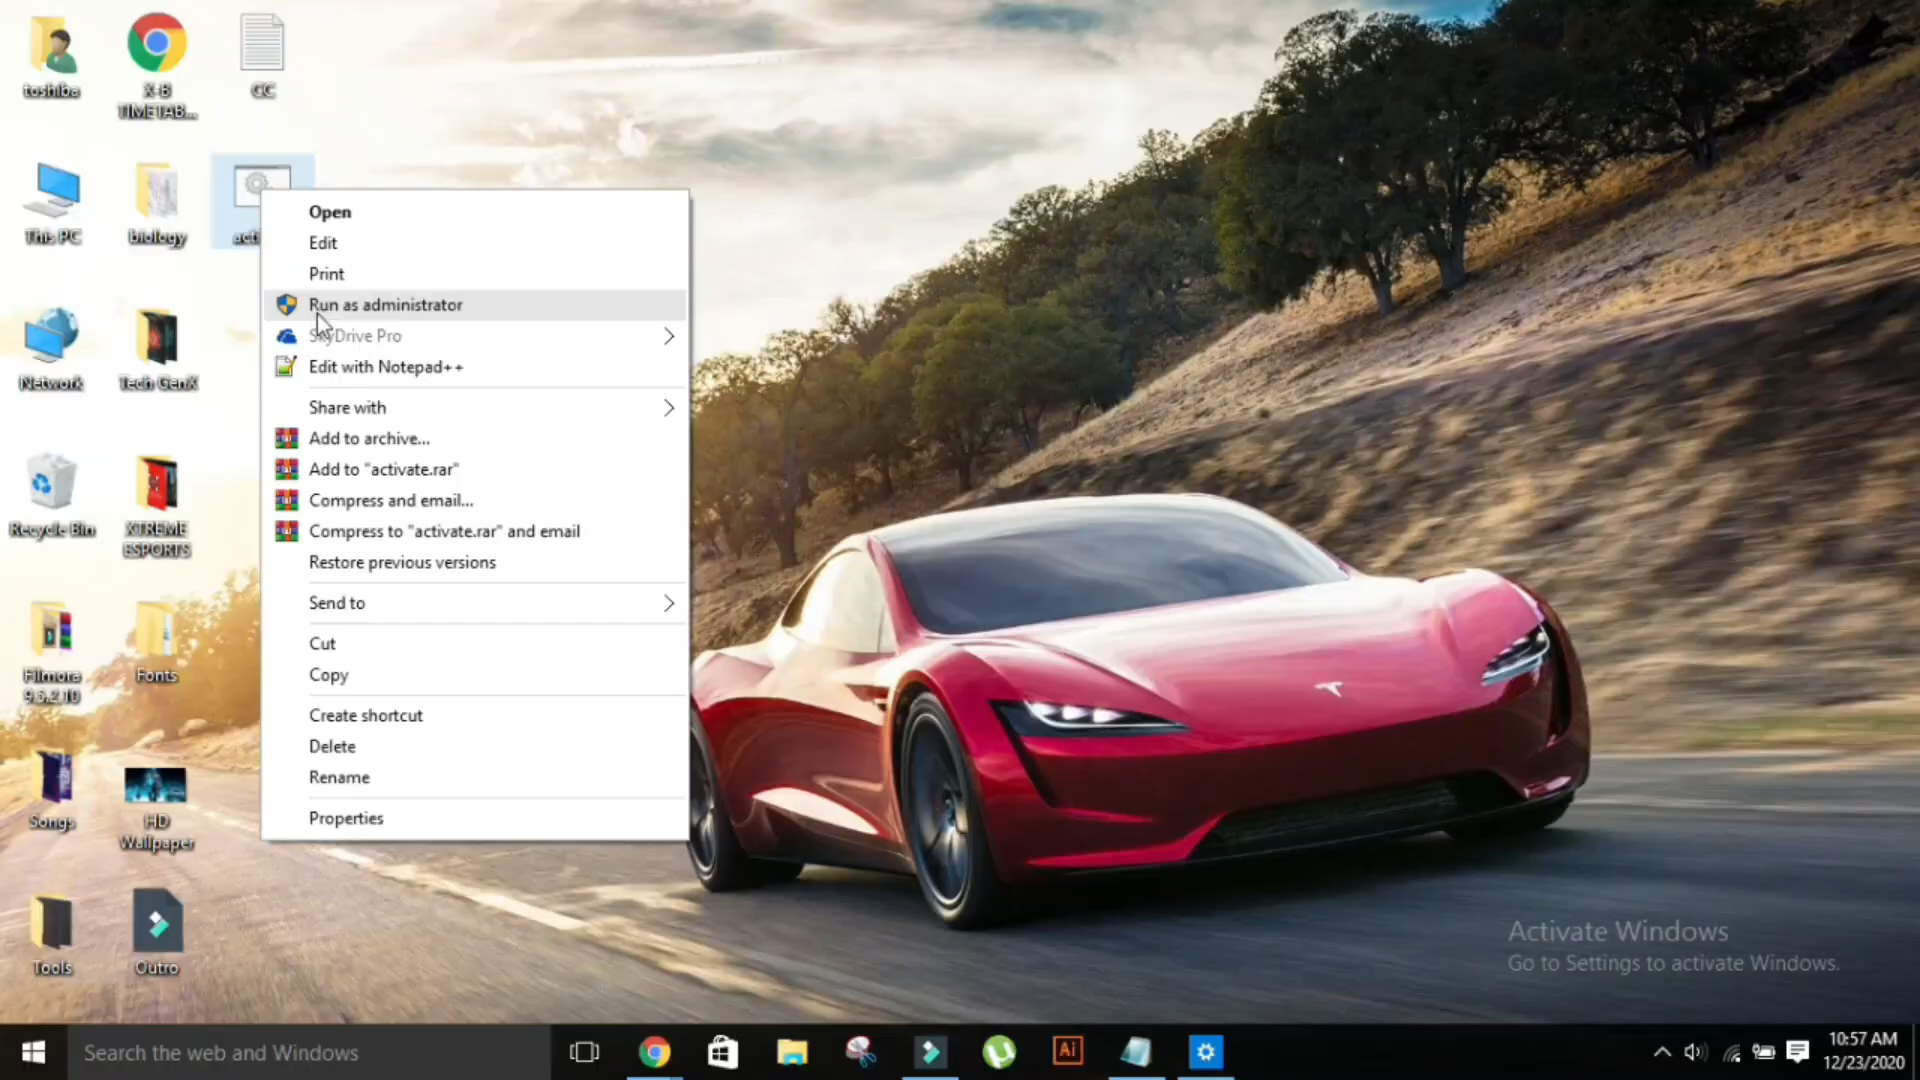 toshiba
X-B
TIMETAB...
GC
This PC
biology
acti
Network
Tech GenX
Recycle Bin
XTREME
ESPORTS
Filmora
9.5.2.10
Fonts
Songs
HD
Wallpaper
Tools
Outro
Open
Edit
Print
Run as administrator
SkyDrive Pro
Edit with Notepad++
Share with
Add to archive...
Add to "activate.rar"
Compress and email...
Compress to "activate.rar" and email
Restore previous versions
Send to
Cut
Copy
Create shortcut
Delete
Rename
Properties
Activate Windows
Go to Settings to activate Windows.
Search the web and Windows
Ai
10:57 AM
12/23/2020